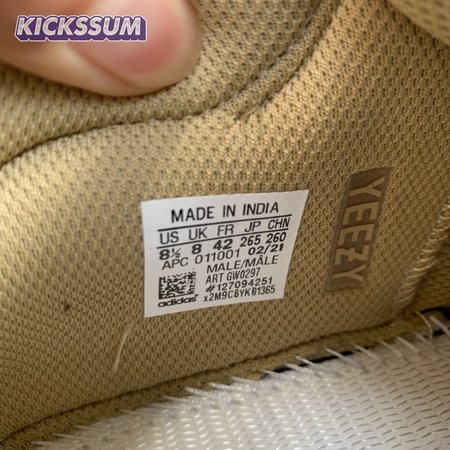 KICKSSUM
MADE IN INDIA
US UK FR JP CHN
8½ 8 42 265 260
APC 011001 02/21
MALE/MÂLE
ART GW0297
#127094251
x2M9C8YKB1365
adidas
YEEZY